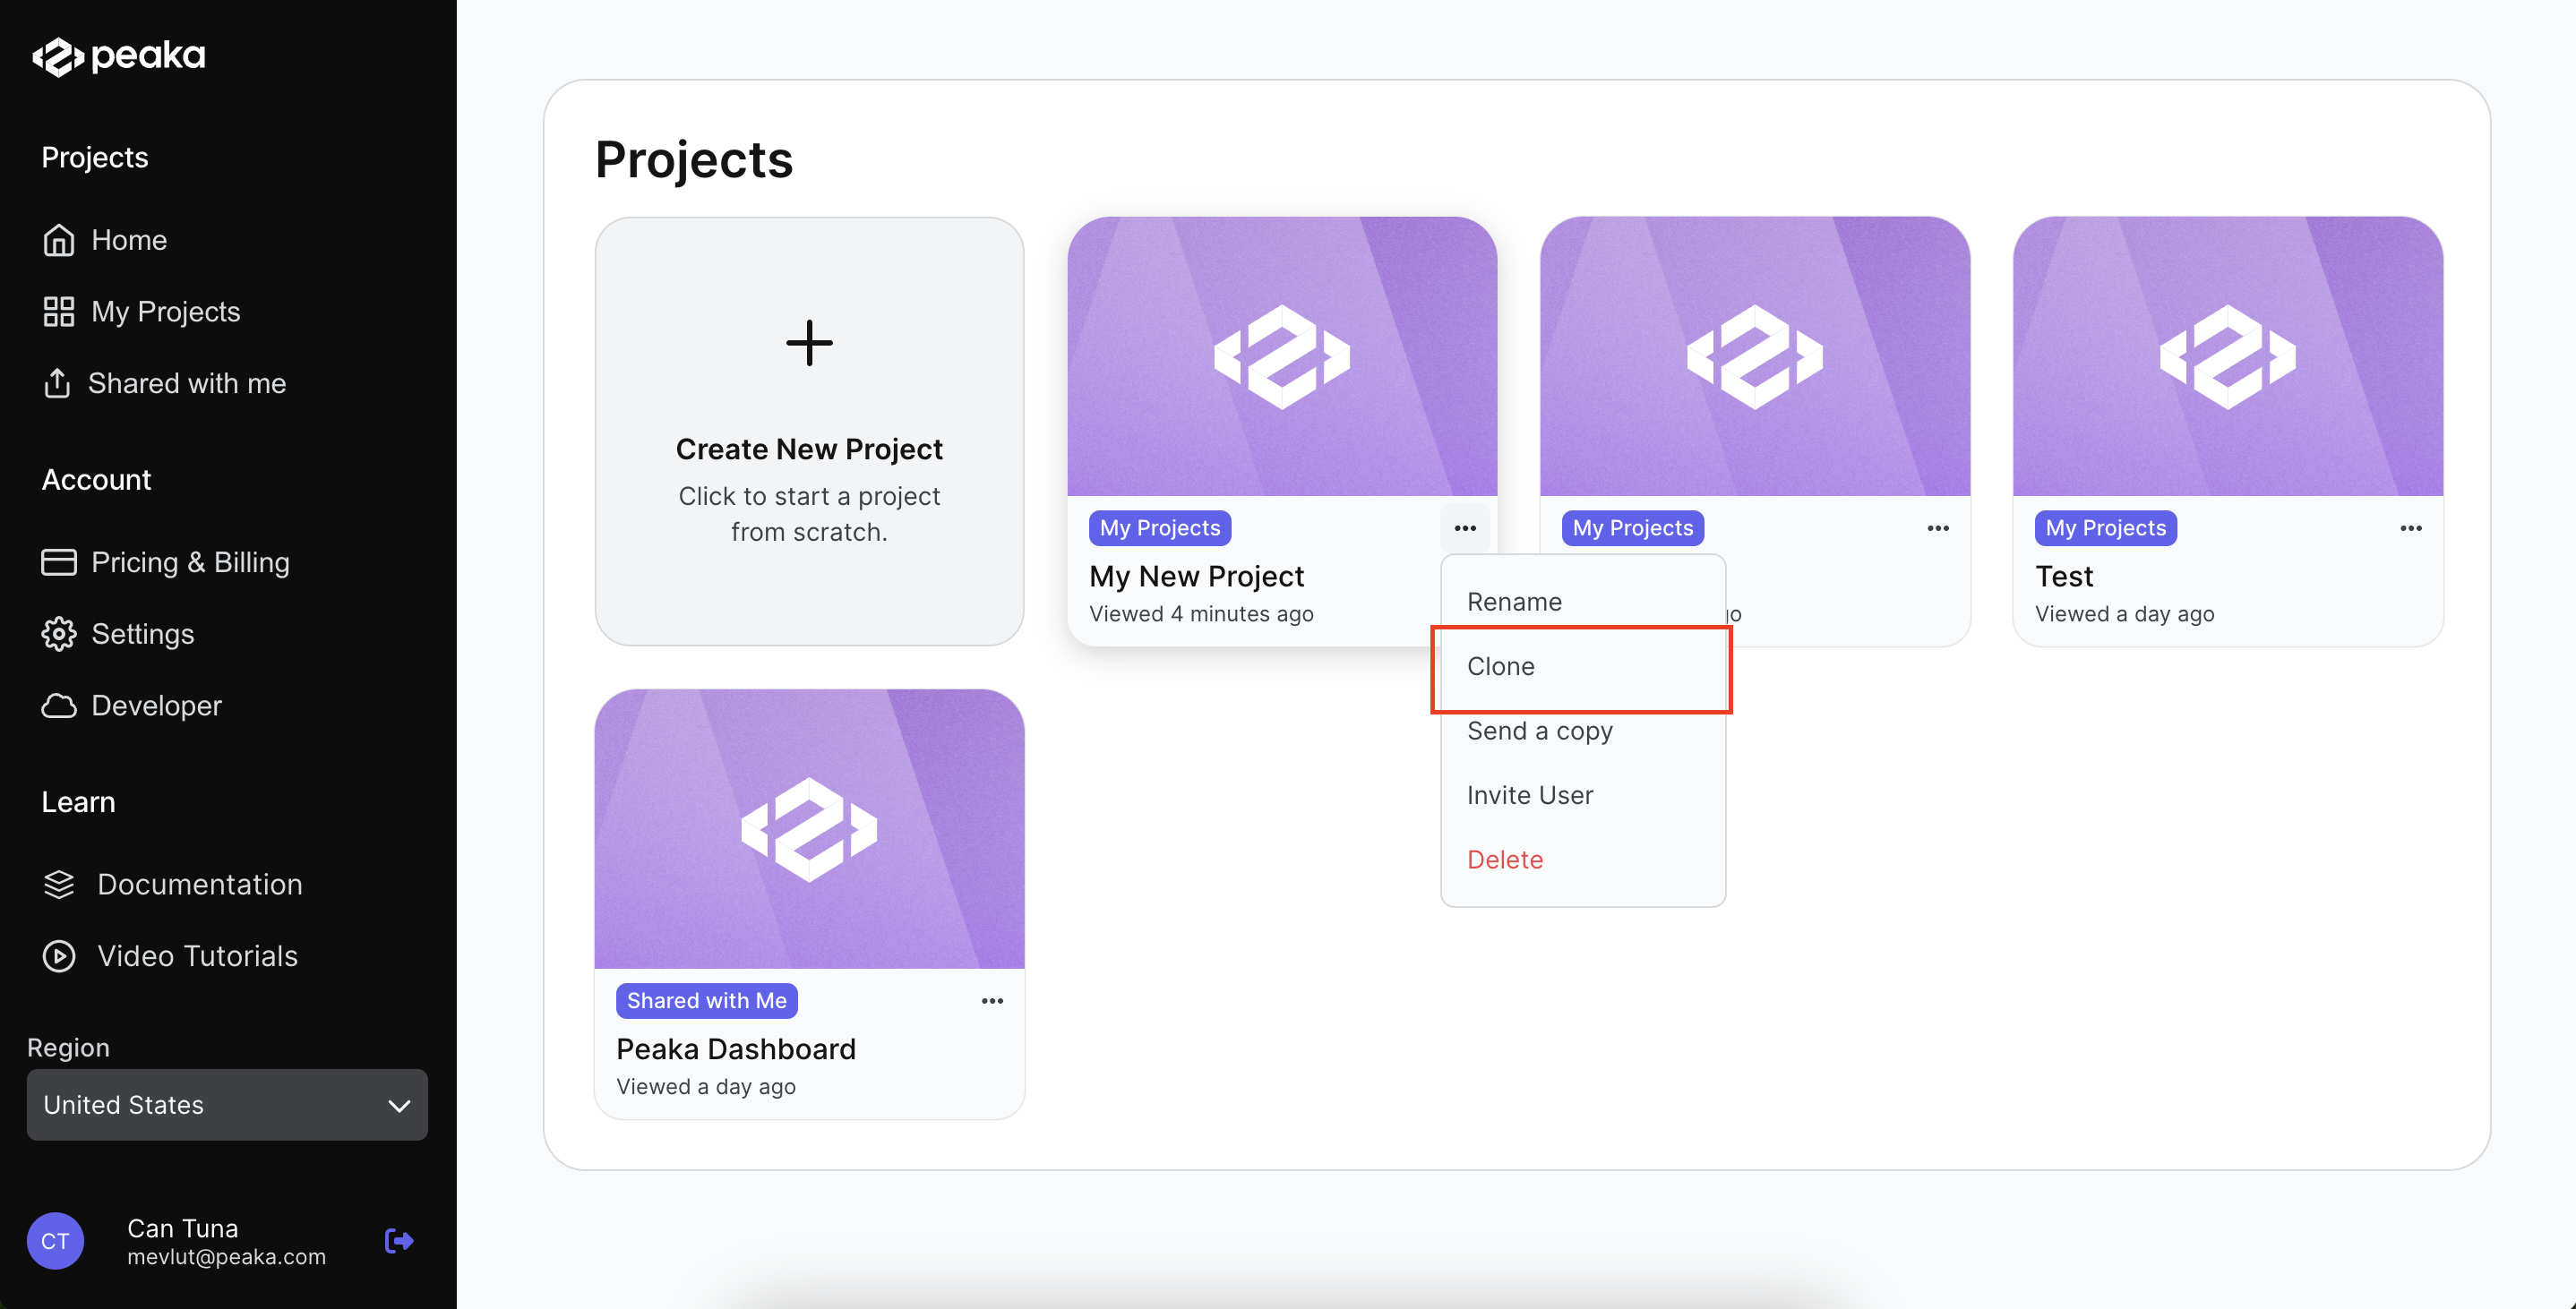 peaka
Projects
Home
My Projects
Shared with me
Account
Pricing & Billing
Settings
Developer
Learn
Documentation
Video Tutorials
Region
United States
CT
Can Tuna
mevlut@peaka.com
Projects
Create New Project
Click to start a project
from scratch.
My Projects
My New Project
Viewed 4 minutes ago
My Projects
My Projects
Test
Viewed a day ago
Rename
Clone
Send a copy
Invite User
Delete
Shared with Me
Peaka Dashboard
Viewed a day ago